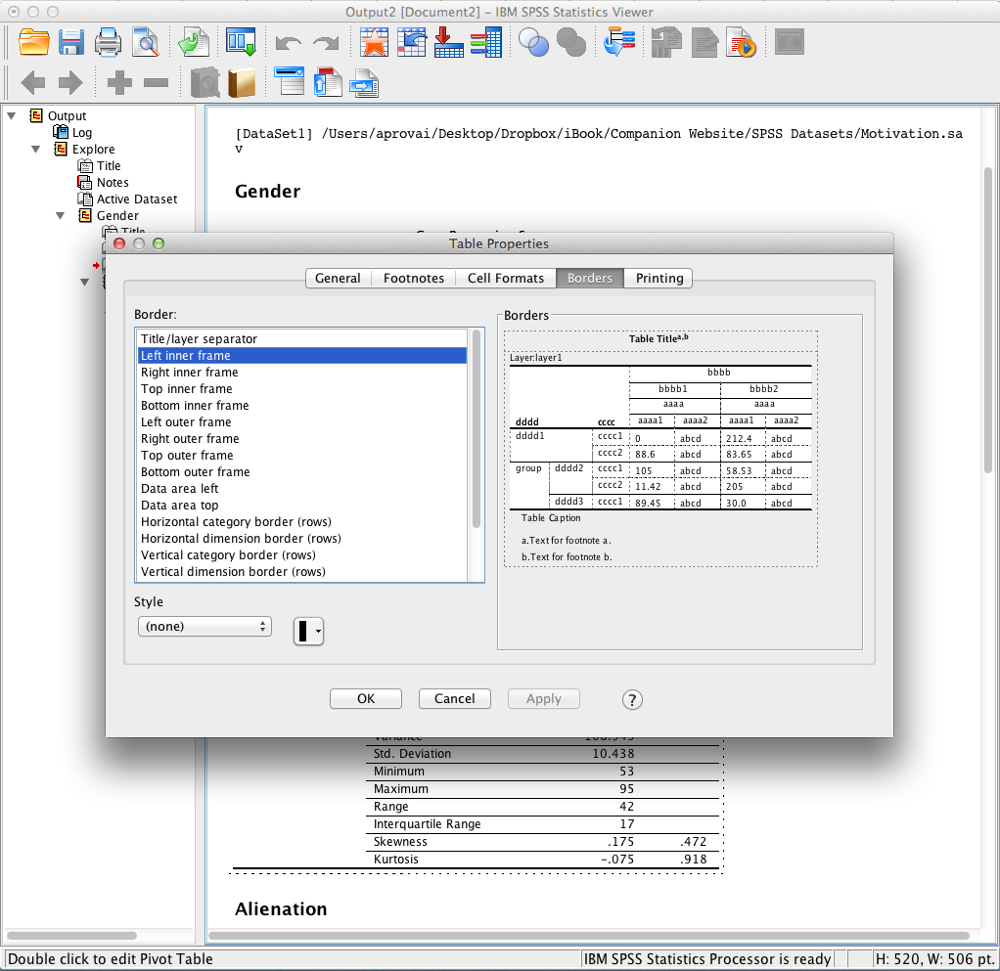 Output2 [Document2] – IBM SPSS Statistics Viewer
Output
Log
Explore
Title
Notes
Active Dataset
Gender
Title
[DataSet1] /Users/aprovai/Desktop/Dropbox/iBook/Companion Website/SPSS Datasets/Motivation.sa
v
Gender
Table Properties
General Footnotes Cell Formats Borders Printing
Border:
Title/layer separator
Left inner frame
Right inner frame
Top inner frame
Bottom inner frame
Left outer frame
Right outer frame
Top outer frame
Bottom outer frame
Data area left
Data area top
Horizontal category border (rows)
Horizontal dimension border (rows)
Vertical category border (rows)
Vertical dimension border (rows)
Style
(none)
Borders
Table Titlea,b
Layer:layer1
bbbb
bbbb1 bbbb2
aaaa aaaa
dddd cccc aaaa1 aaaa2 aaaa1 aaaa2
dddd1 cccc1 0 abcd 212.4 abcd
cccc2 88.6 abcd 83.65 abcd
group dddd2 cccc1 105 abcd 58.53 abcd
cccc2 11.42 abcd 205 abcd
dddd3 cccc1 89.45 abcd 30.0 abcd
Table Caption
a.Text for footnote a.
b.Text for footnote b.
OK Cancel Apply ?
Variance
Std. Deviation 10.438
Minimum 53
Maximum 95
Range 42
Interquartile Range 17
Skewness .175 .472
Kurtosis -.075 .918
Alienation
Double click to edit Pivot Table
IBM SPSS Statistics Processor is ready
H: 520, W: 506 pt.